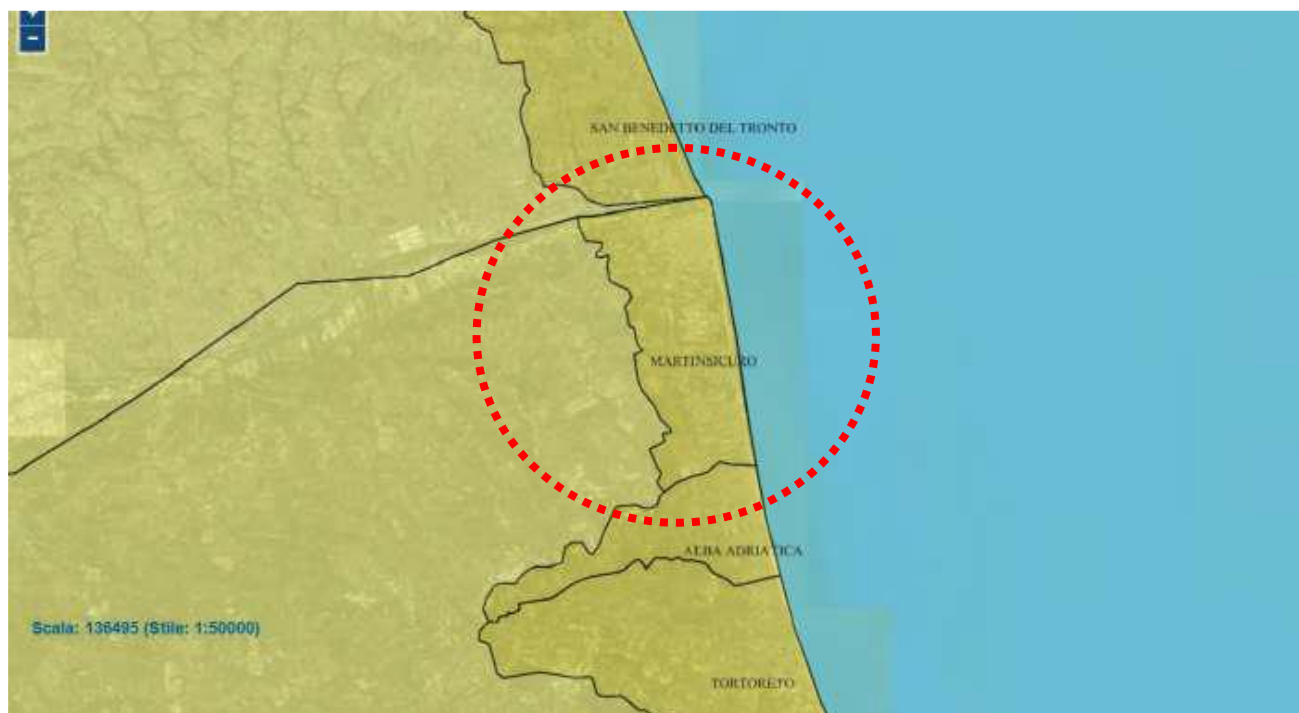 SAN BENEDETTO DEL TRONTO
MARTINSICURO
ALBA ADRIATICA
Scala: 136495 (Stile: 1:50000)
TORTORETO